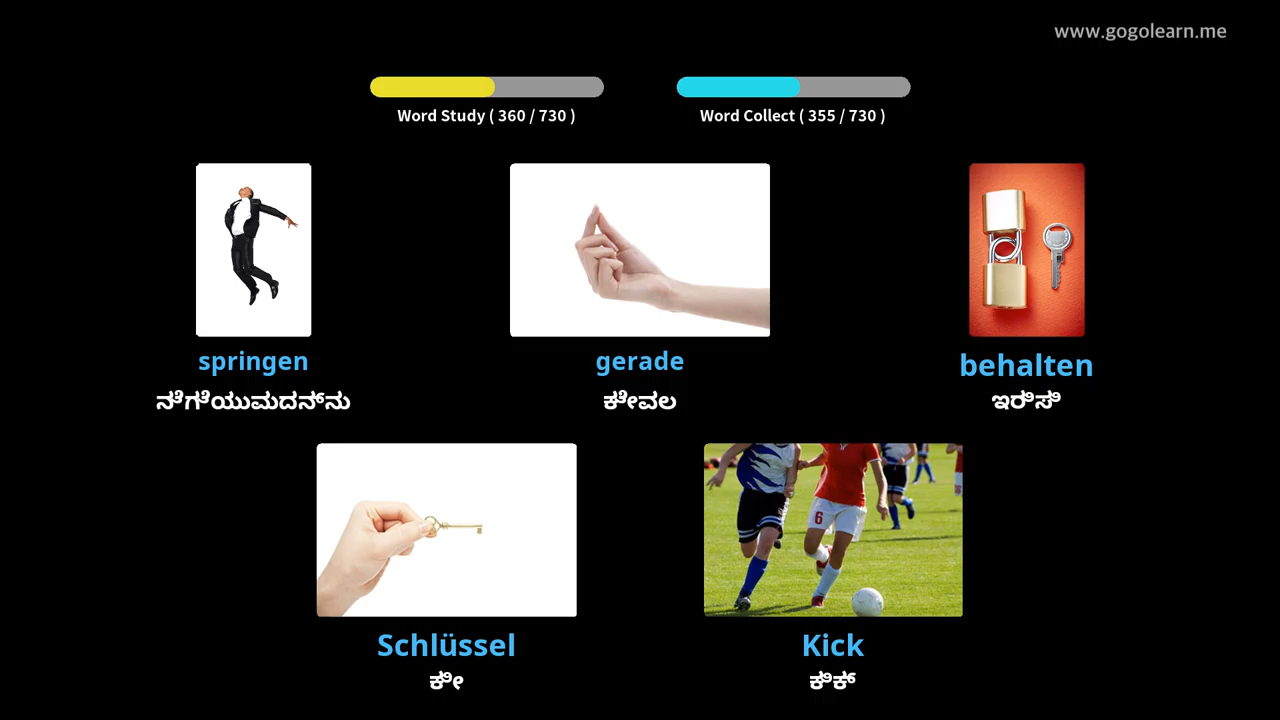 www.gogolearn.me
Word Study ( 360 / 730 )
Word Collect ( 355 / 730 )
springen
ನೆಗೆಯುಮದನ್ನು
gerade
ಕೇವಲ
behalten
ಇರಿಸಿ
Schlüssel
ಕೀ
Kick
ಕಿಕ್